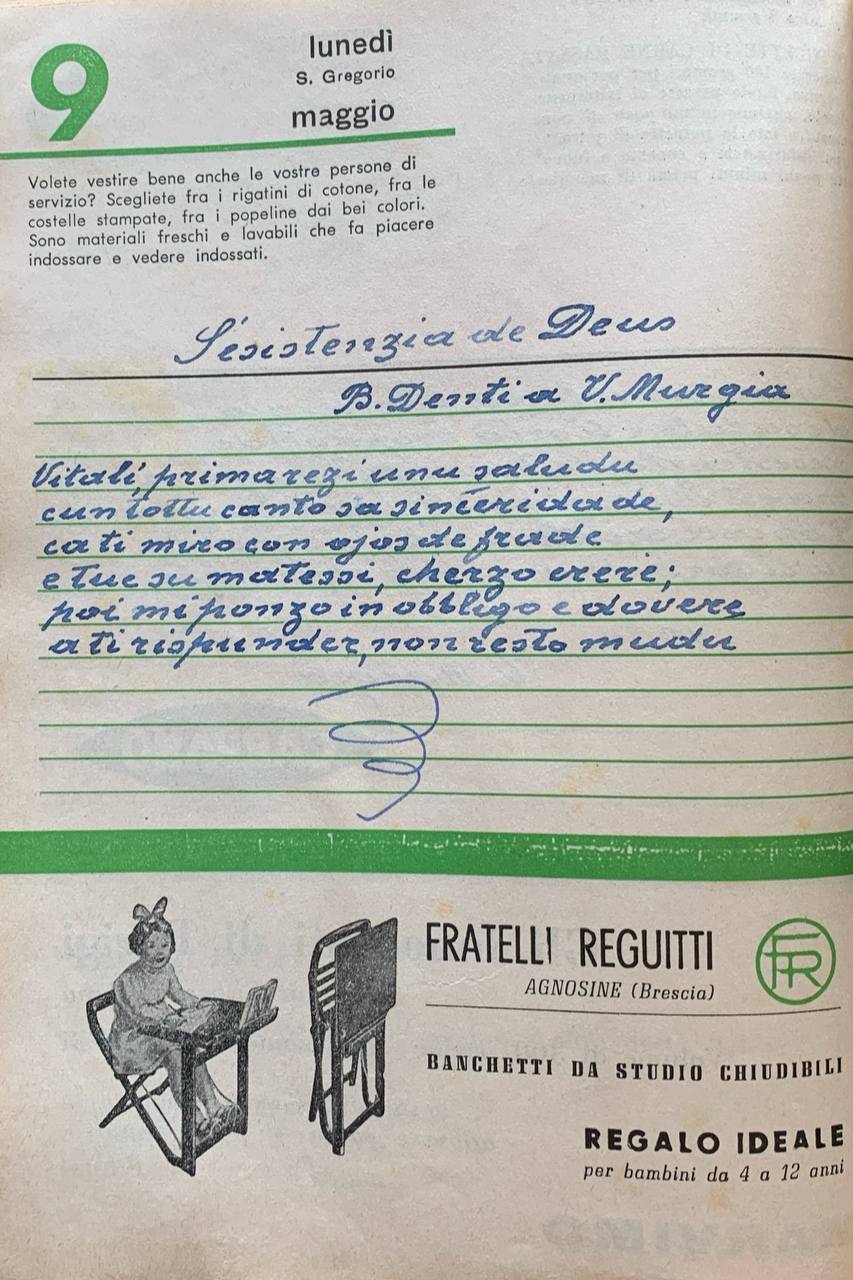 9
lunedì
S. Gregorio
maggio
Volete vestire bene anche le vostre persone di
servizio? Scegliete fra i rigatini di cotone, fra le
costelle stampate, fra i popeline dai bei colori.
Sono materiali freschi e lavabili che fa piacere
indossare e vedere indossati.
S'esistenzia de Deus
B. Denti a V. Murgia
Vitali, prima rezi unu saludu
cun tottu canto sa sinceridade,
ca ti miro con ojos de frade
e tue su matessi, cherzo crere;
poi mi ponzo in obbligo e dovere
a ti rispunder, non resto mudu
FRATELLI REGUITTI
AGNOSINE (Brescia)
FR
BANCHETTI DA STUDIO CHIUDIBILI
REGALO IDEALE
per bambini da 4 a 12 anni